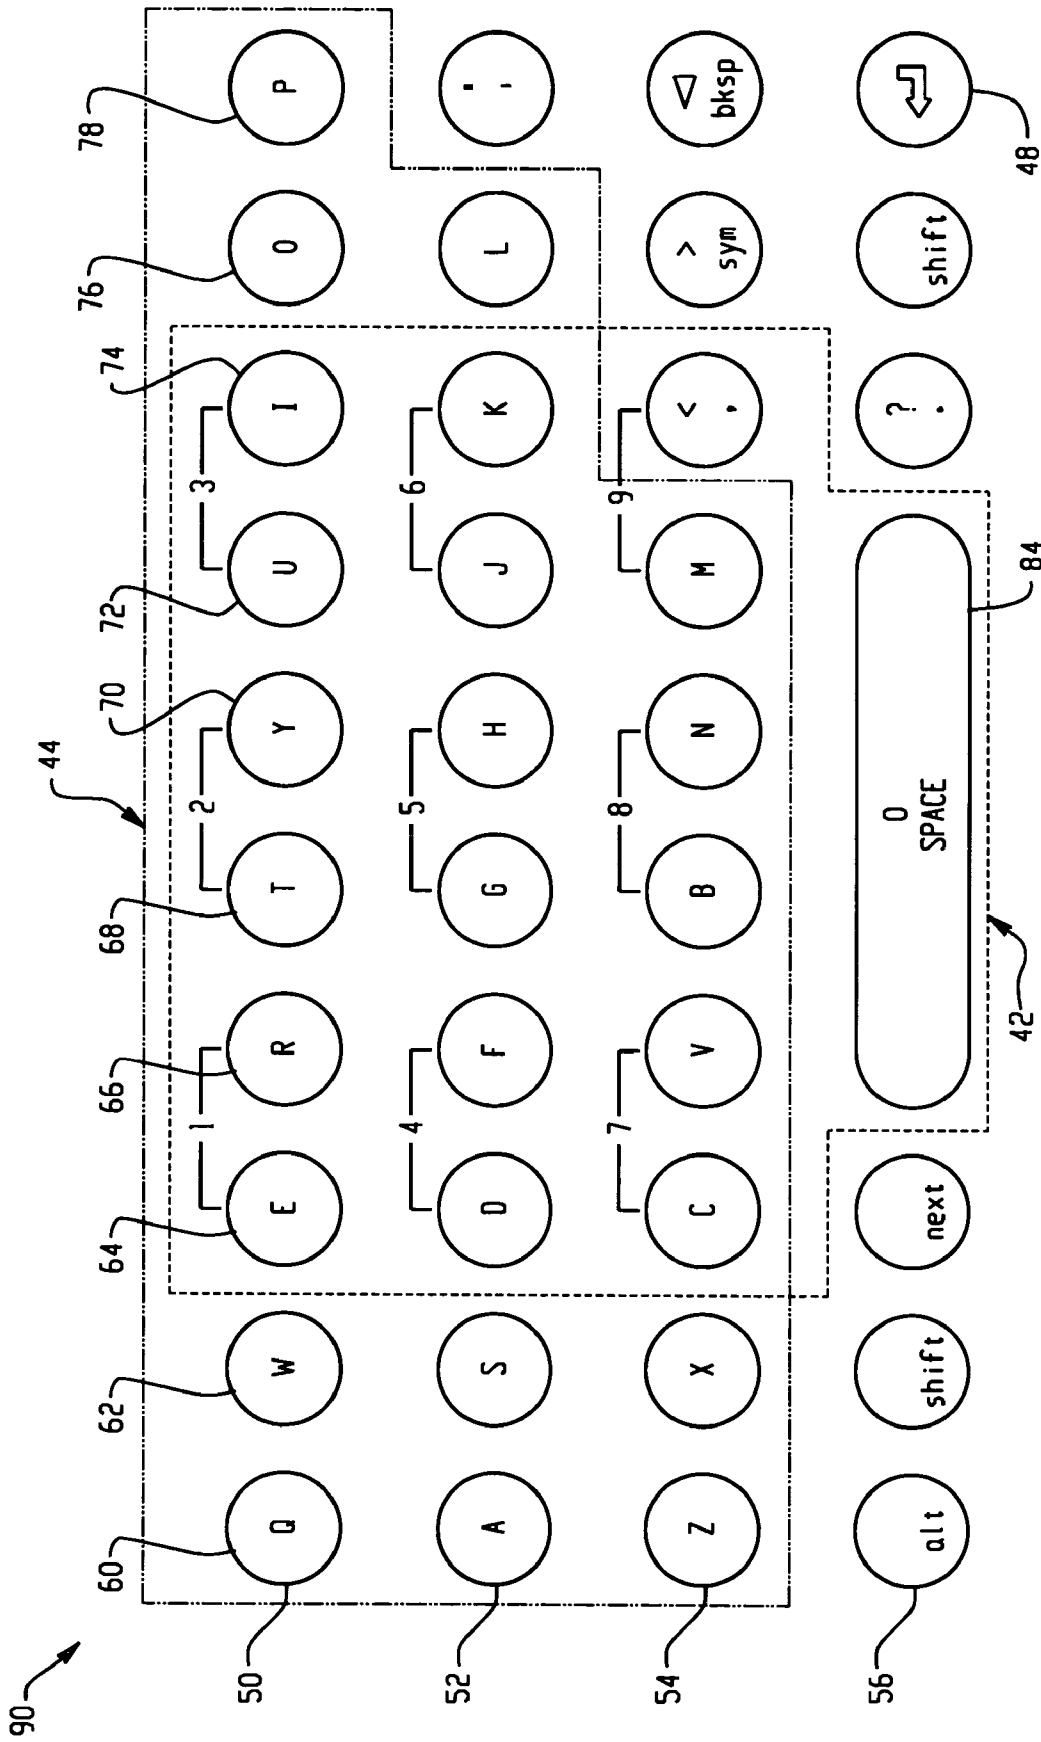 90
44
60 62 64 66 68 70 72 74 76 78
1 2 3
50 Q W E R T Y U I O P
4 5 6
52 A S D F G H J K L " '
7 8 9
54 Z X C V B N M < , > sym bksp
56 alt shift next 0 SPACE ? . shift
42 84 48